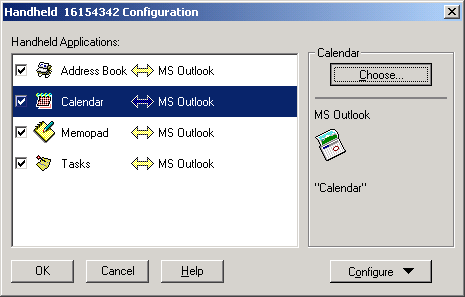 Handheld 16154342 Configuration
Handheld Applications:
Address Book MS Outlook
Calendar MS Outlook
Memopad MS Outlook
Tasks MS Outlook
Calendar
Choose...
MS Outlook
"Calendar"
OK Cancel Help Configure